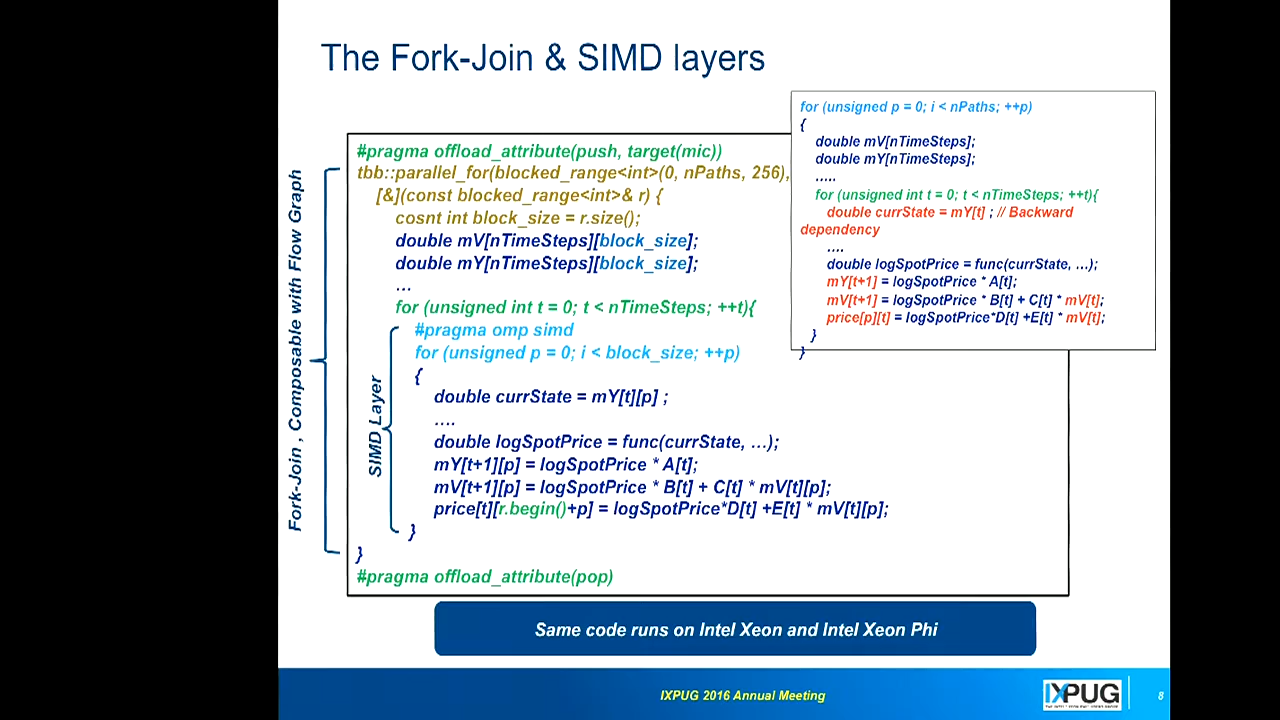 The Fork-Join & SIMD layers
for (unsigned p = 0; i < nPaths; ++p)
{
double mV[nTimeSteps];
double mY[nTimeSteps];
.....
for (unsigned int t = 0; t < nTimeSteps; ++t){
double currState = mY[t] ; // Backward
dependency
....
double logSpotPrice = func(currState, ...);
mY[t+1] = logSpotPrice * A[t];
mV[t+1] = logSpotPrice * B[t] + C[t] * mV[t];
price[p][t] = logSpotPrice*D[t] +E[t] * mV[t];
}
}
Fork-Join , Composable with Flow Graph
#pragma offload_attribute(push, target(mic))
tbb::parallel_for(blocked_range<int>(0, nPaths, 256),
[&](const blocked_range<int>& r) {
cosnt int block_size = r.size();
double mV[nTimeSteps][block_size];
double mY[nTimeSteps][block_size];
...
for (unsigned int t = 0; t < nTimeSteps; ++t){
SIMD Layer
#pragma omp simd
for (unsigned p = 0; i < block_size; ++p)
{
double currState = mY[t][p] ;
....
double logSpotPrice = func(currState, ...);
mY[t+1][p] = logSpotPrice * A[t];
mV[t+1][p] = logSpotPrice * B[t] + C[t] * mV[t][p];
price[t][r.begin()+p] = logSpotPrice*D[t] +E[t] * mV[t][p];
}
}
#pragma offload_attribute(pop)
Same code runs on Intel Xeon and Intel Xeon Phi
IXPUG 2016 Annual Meeting
IXPUG
8